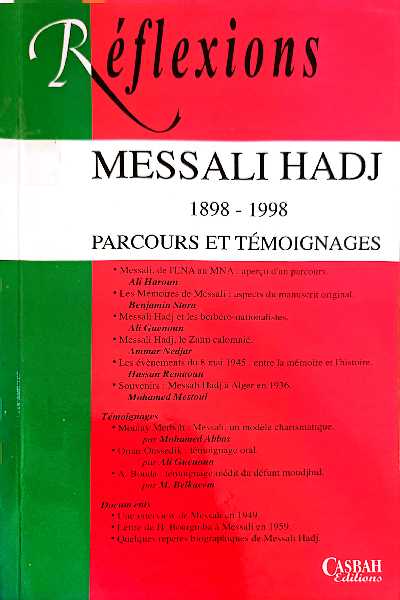 Réflexions
MESSALI HADJ
1898 - 1998
PARCOURS ET TÉMOIGNAGES
• Messali, de l'ENA au MNA : aperçu d'un parcours.
Ali Haroun
• Les Mémoires de Messali : aspects du manuscrit original.
Benjamin Stora
• Messali Hadj et les berbéro-nationalistes.
Ali Guenoun
• Messali Hadj, le Zaïm calomnié.
Ammar Nedjar
• Les événements du 8 mai 1945 : entre la mémoire et l'histoire.
Hassan Remaoun
• Souvenirs : Messali Hadj à Alger en 1936.
Mohamed Mestoul
Témoignages
• Moulay Merbah : Messali, un modèle charismatique.
par Mohamed Abbas
• Omar Oussedik : témoignage oral.
par Ali Guenoun
• A. Bouda : témoignage inédit du défunt moudjhid.
par M. Belkacem
Documents
• Une interview de Messali en 1949.
• Lettre de H. Bourguiba à Messali en 1959.
• Quelques repères biographiques de Messali Hadj.
CASBAH
Editions